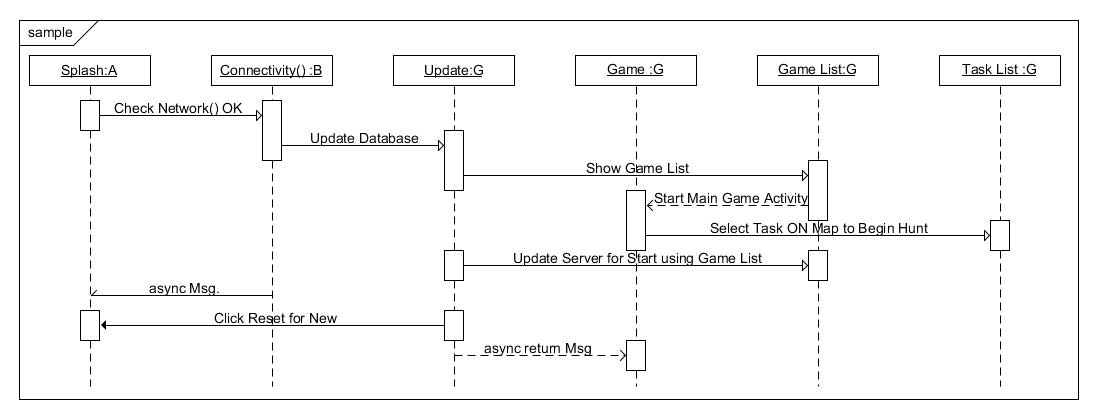 sample
Splash:A
Connectivity() :B
Update:G
Game :G
Game List:G
Task List :G
Check Network() OK
Update Database
Show Game List
Start Main Game Activity
Select Task ON Map to Begin Hunt
Update Server for Start using Game List
async Msg.
Click Reset for New
async return Msg